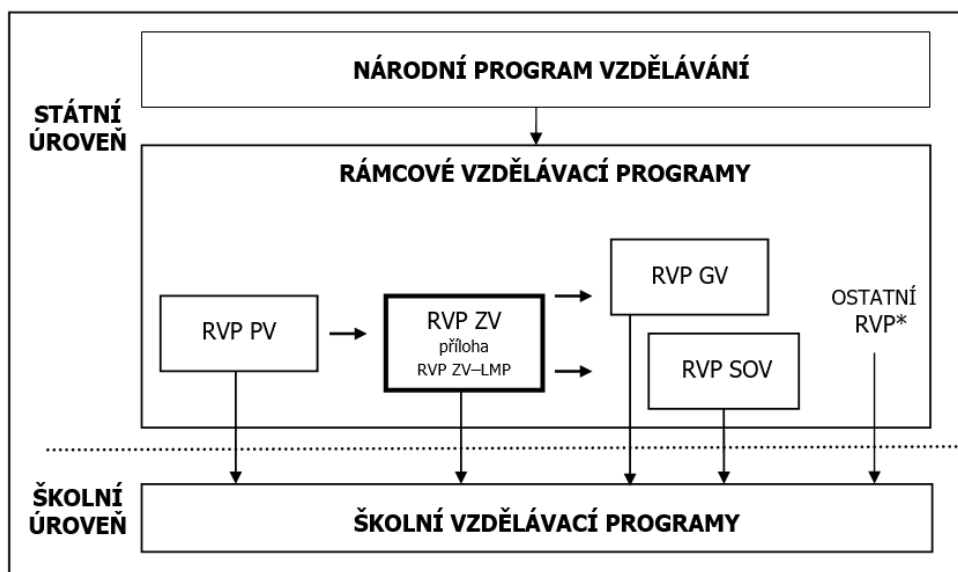 NÁRODNÍ PROGRAM VZDĚLÁVÁNÍ
STÁTNÍ
ÚROVEŇ
RÁMCOVÉ VZDĚLÁVACÍ PROGRAMY
RVP PV
RVP ZV
příloha
RVP ZV–LMP
RVP GV
RVP SOV
OSTATNÍ
RVP*
ŠKOLNÍ
ÚROVEŇ
ŠKOLNÍ VZDĚLÁVACÍ PROGRAMY